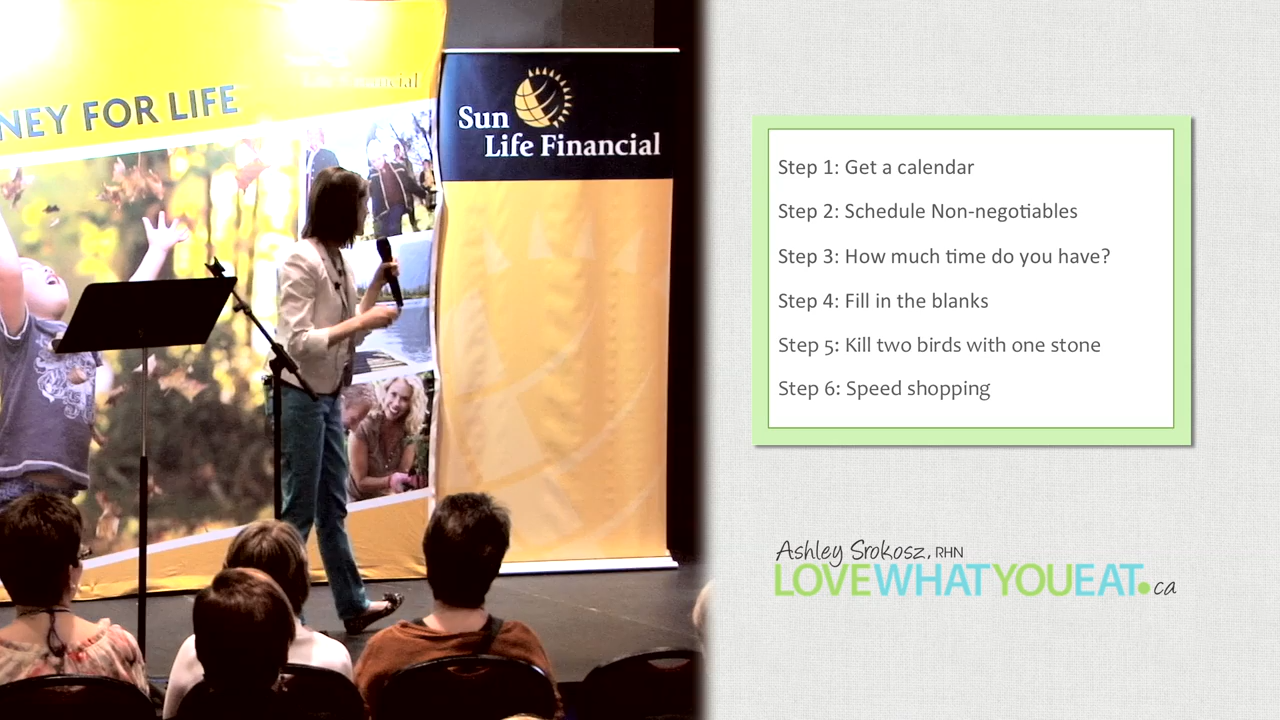 NEY FOR LIFE
Life Financial
Sun
Life Financial
Step 1: Get a calendar
Step 2: Schedule Non-negotiables
Step 3: How much time do you have?
Step 4: Fill in the blanks
Step 5: Kill two birds with one stone
Step 6: Speed shopping
Ashley Srokosz, RHN
LOVEWHATYOUEAT.ca